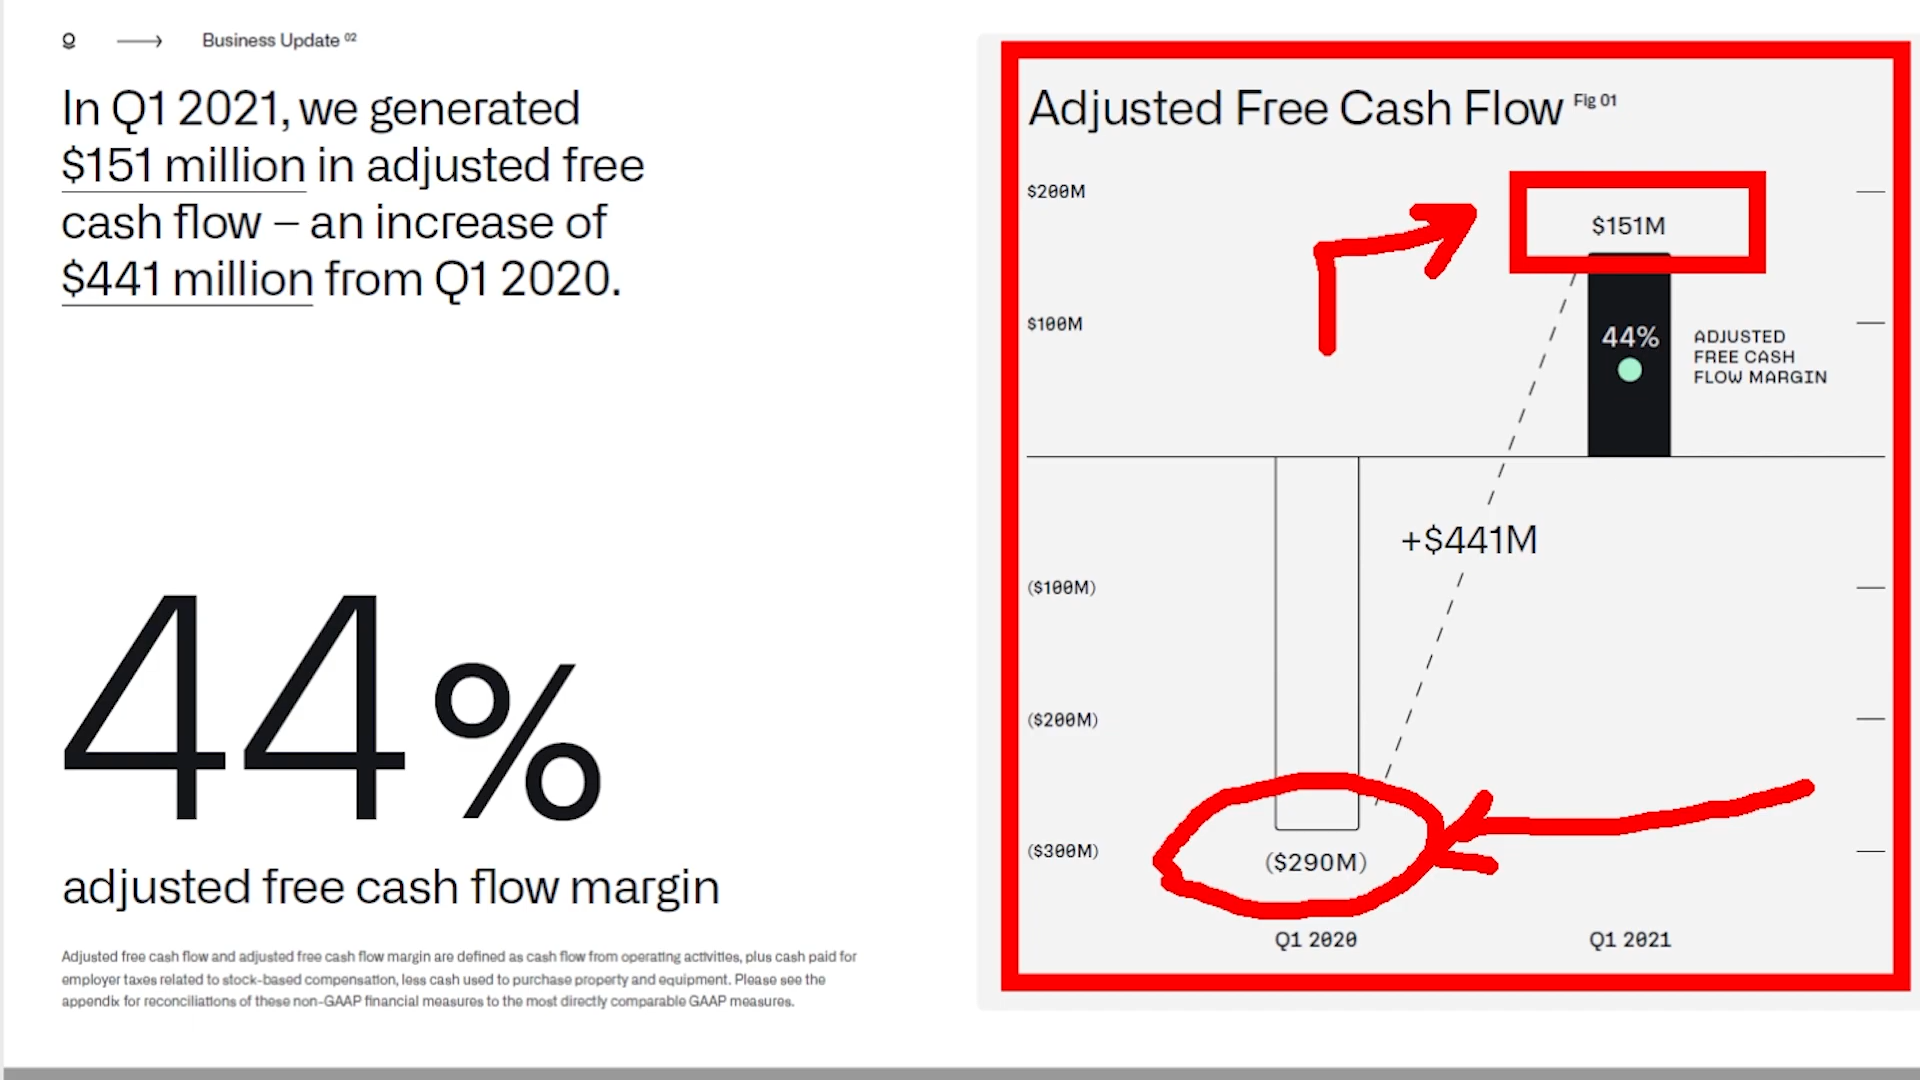 Business Update 02
In Q1 2021, we generated
$151 million in adjusted free
cash flow – an increase of
$441 million from Q1 2020.
44%
adjusted free cash flow margin
Adjusted free cash flow and adjusted free cash flow margin are defined as cash flow from operating activities, plus cash paid for
employer taxes related to stock-based compensation, less cash used to purchase property and equipment. Please see the
appendix for reconciliations of these non-GAAP financial measures to the most directly comparable GAAP measures.
Adjusted Free Cash Flow Fig 01
$200M
$151M
$100M
44%
ADJUSTED
FREE CASH
FLOW MARGIN
+$441M
($100M)
($200M)
($300M)
($290M)
Q1 2020
Q1 2021